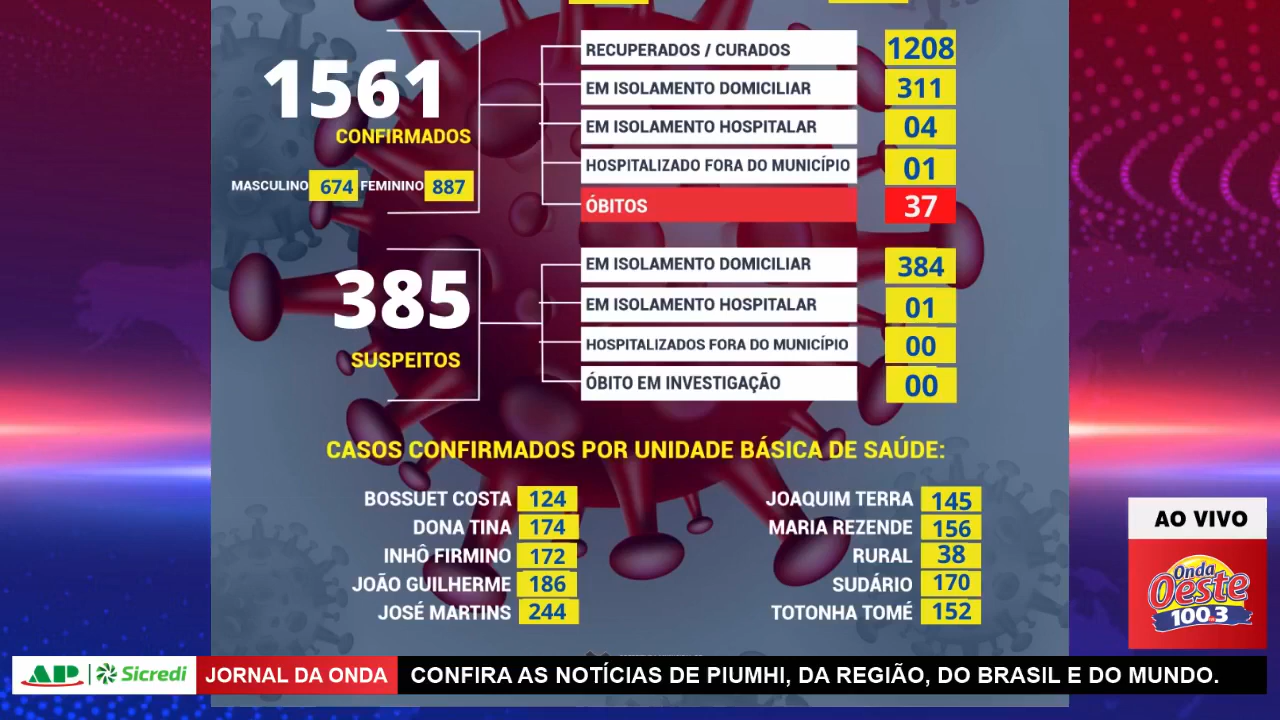 1561
CONFIRMADOS
MASCULINO 674 FEMININO 887
RECUPERADOS / CURADOS 1208
EM ISOLAMENTO DOMICILIAR 311
EM ISOLAMENTO HOSPITALAR 04
HOSPITALIZADO FORA DO MUNICÍPIO 01
ÓBITOS 37
385
SUSPEITOS
EM ISOLAMENTO DOMICILIAR 384
EM ISOLAMENTO HOSPITALAR 01
HOSPITALIZADOS FORA DO MUNICÍPIO 00
ÓBITO EM INVESTIGAÇÃO 00
CASOS CONFIRMADOS POR UNIDADE BÁSICA DE SAÚDE:
BOSSUET COSTA 124
DONA TINA 174
INHÔ FIRMINO 172
JOÃO GUILHERME 186
JOSÉ MARTINS 244
JOAQUIM TERRA 145
MARIA REZENDE 156
RURAL 38
SUDÁRIO 170
TOTONHA TOMÉ 152
AO VIVO
Onda
Oeste
100.3
AP Sicredi JORNAL DA ONDA CONFIRA AS NOTÍCIAS DE PIUMHI, DA REGIÃO, DO BRASIL E DO MUNDO.